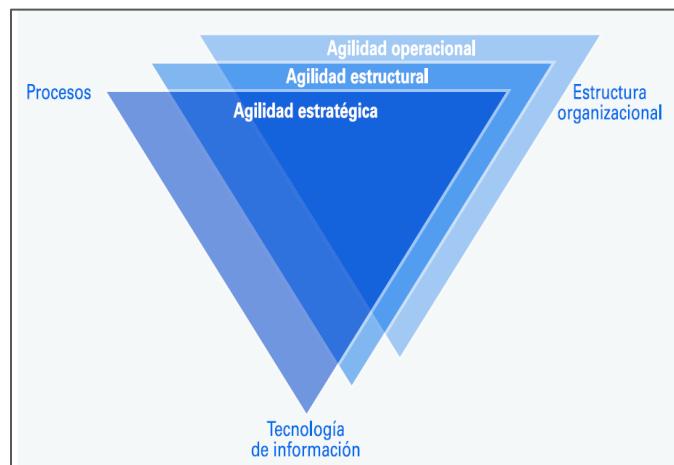 Agilidad operacional
Agilidad estructural
Procesos
Agilidad estratégica
Estructura
organizacional
Tecnología
de información